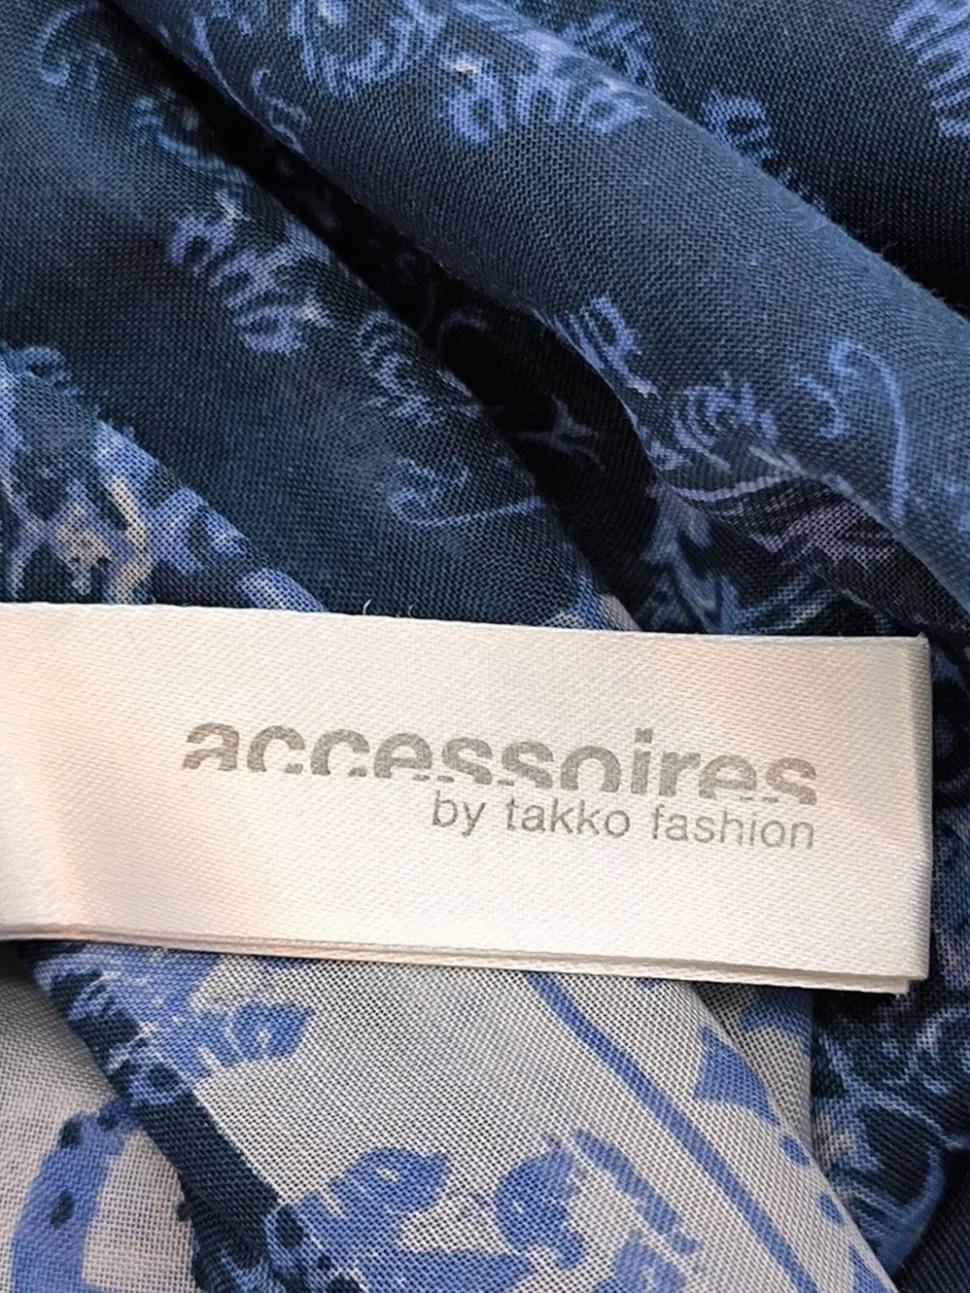 accessoires
by takko fashion